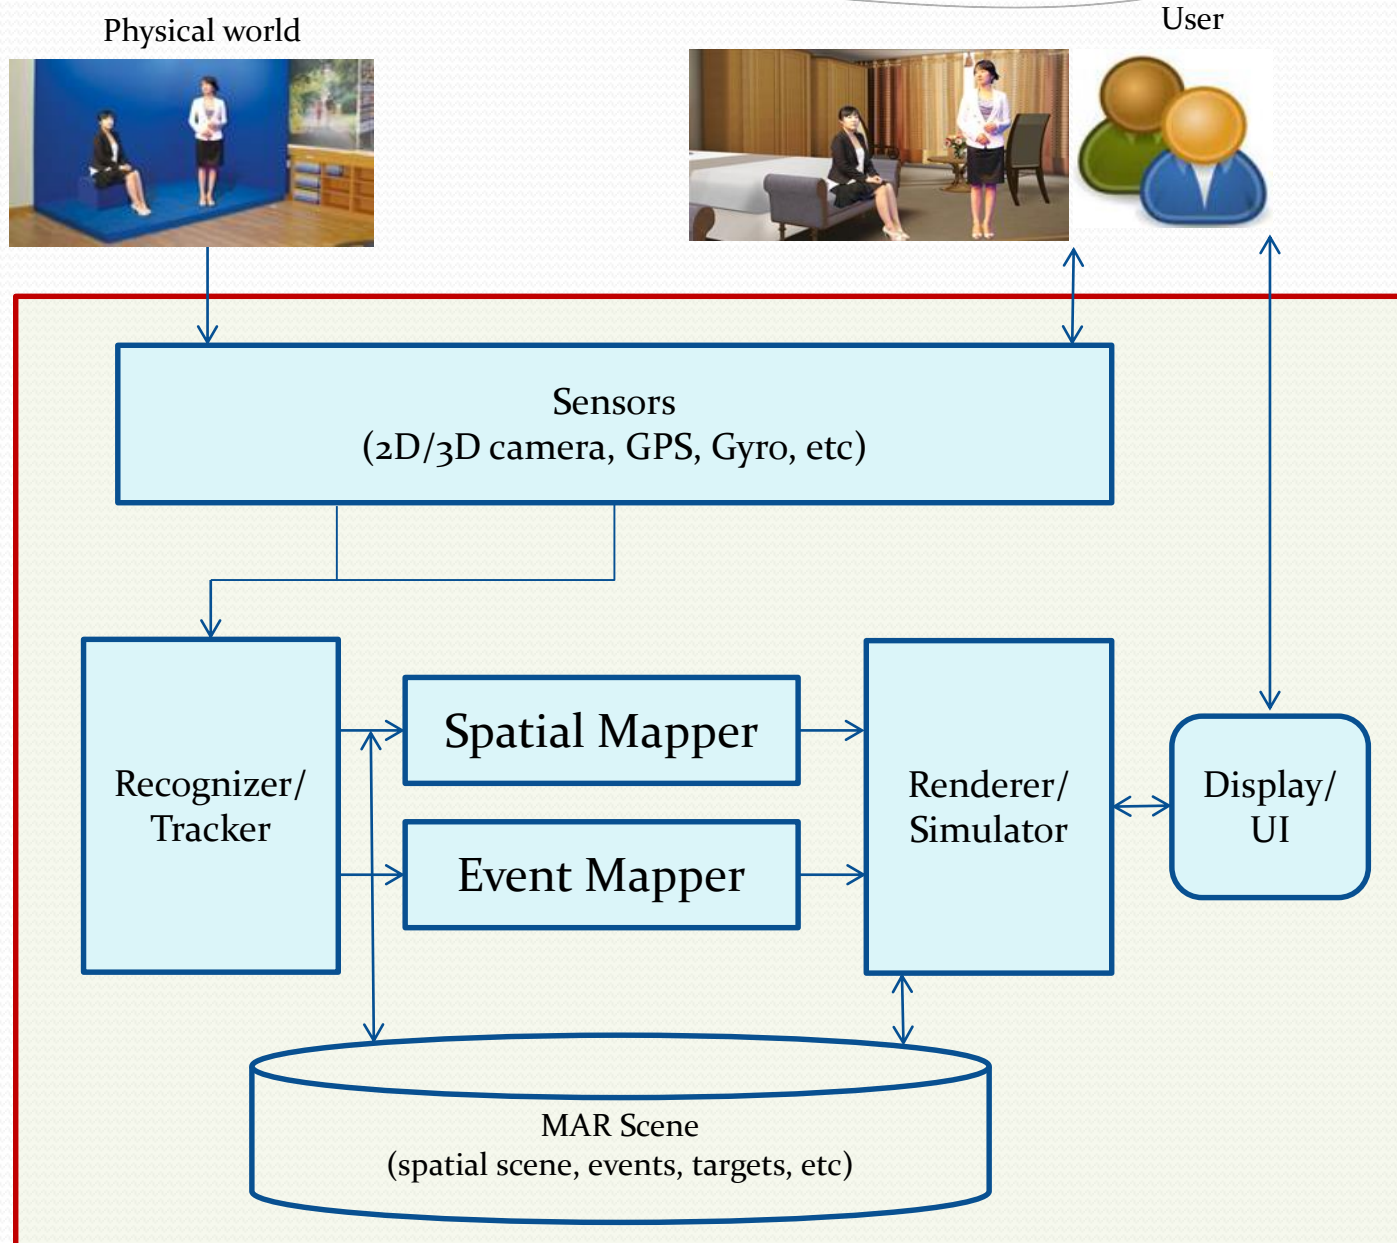 Physical world
User
Sensors
(2D/3D camera, GPS, Gyro, etc)
Recognizer/
Tracker
Spatial Mapper
Event Mapper
Renderer/
Simulator
Display/
UI
MAR Scene
(spatial scene, events, targets, etc)